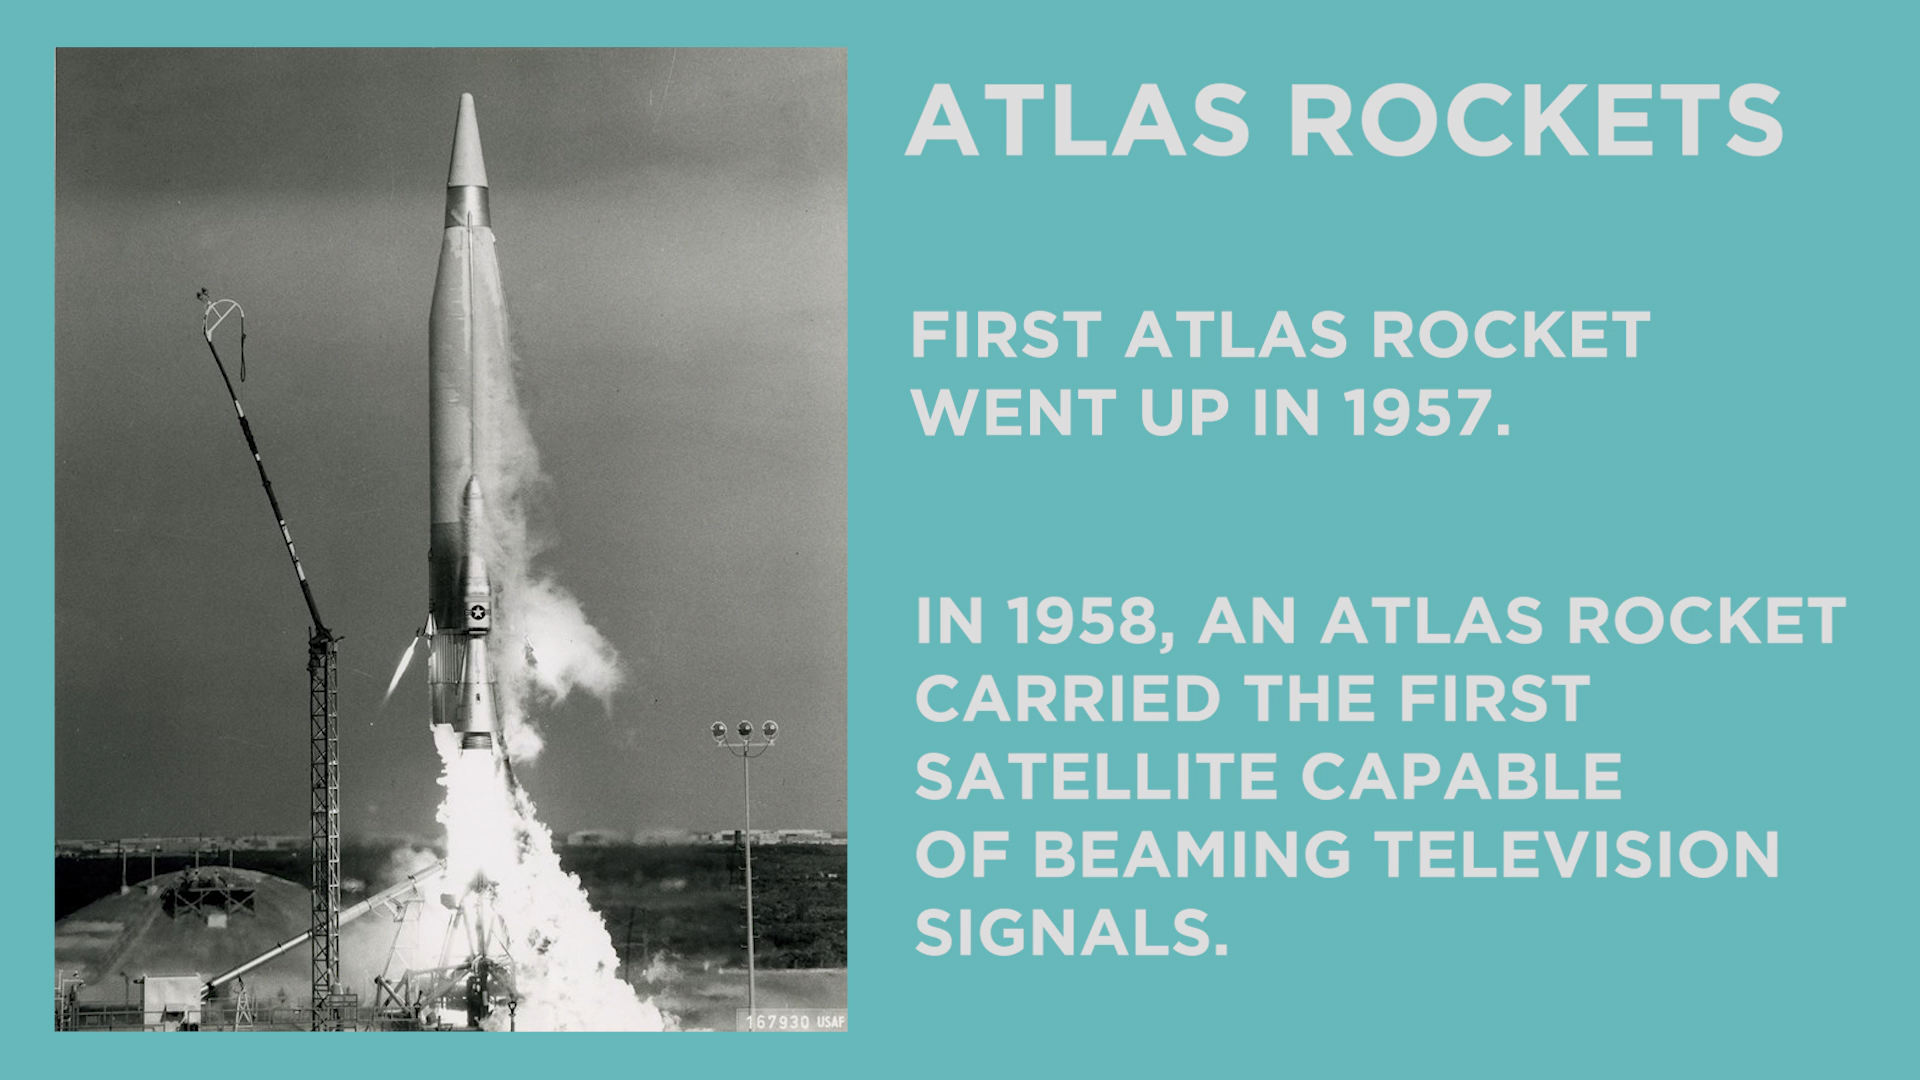 ATLAS ROCKETS
FIRST ATLAS ROCKET
WENT UP IN 1957.
IN 1958, AN ATLAS ROCKET
CARRIED THE FIRST
SATELLITE CAPABLE
OF BEAMING TELEVISION
SIGNALS.
167930 USAF